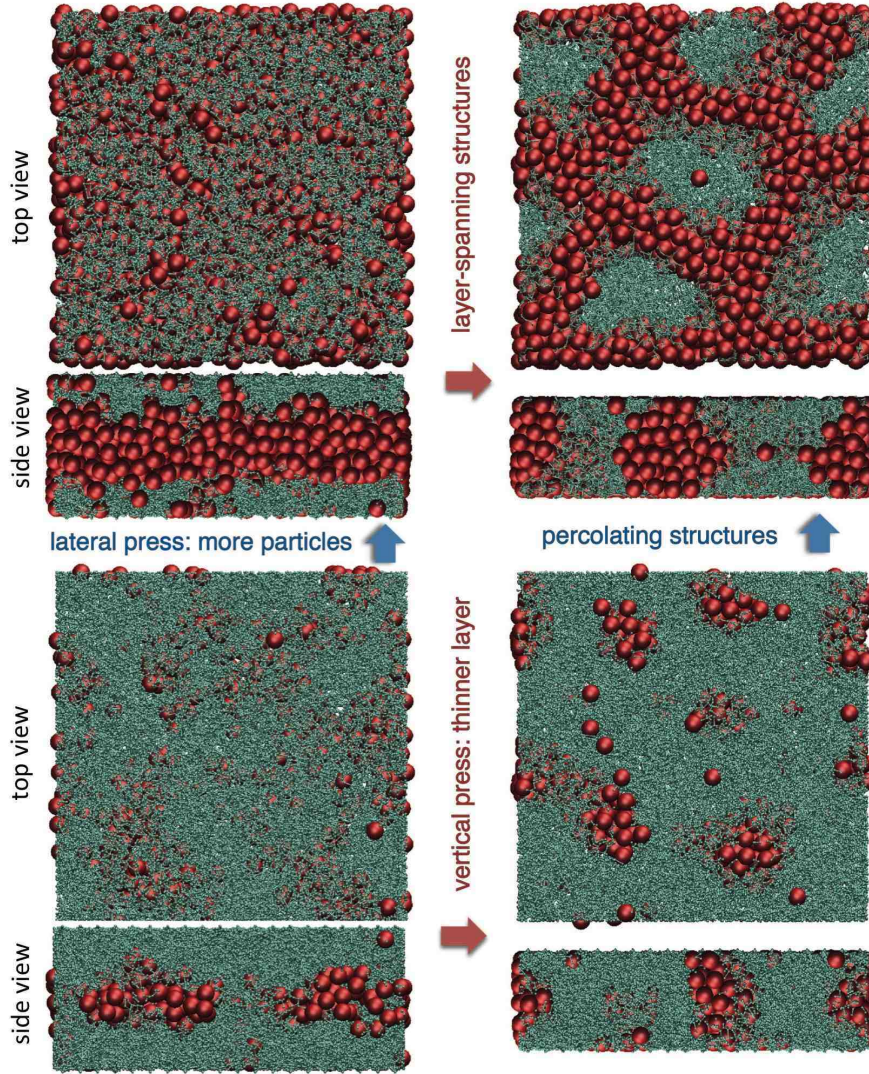 top view
layer-spanning structures
side view
lateral press: more particles
percolating structures
top view
vertical press: thinner layer
side view